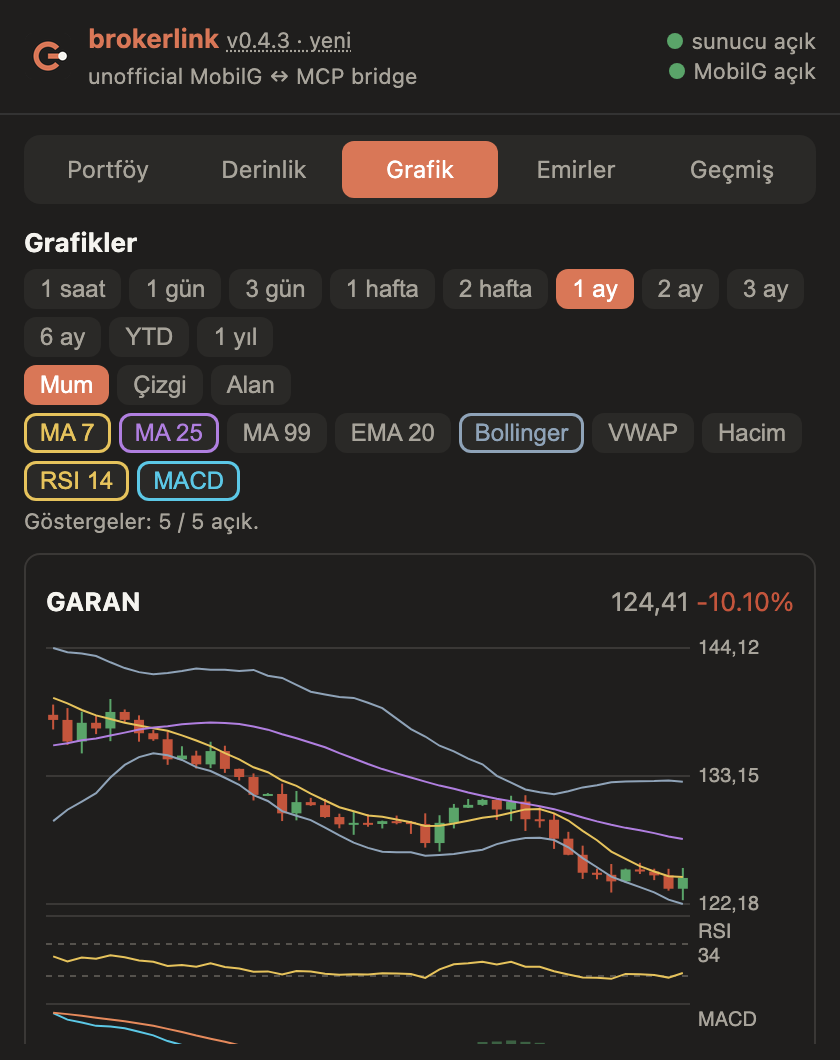 brokerlink v0.4.3 · yeni
unofficial MobilG ↔ MCP bridge
sunucu açık
MobilG açık
Portföy Derinlik Grafik Emirler Geçmiş
Grafikler
1 saat 1 gün 3 gün 1 hafta 2 hafta 1 ay 2 ay 3 ay
6 ay YTD 1 yıl
Mum Çizgi Alan
MA 7 MA 25 MA 99 EMA 20 Bollinger VWAP Hacim
RSI 14 MACD
Göstergeler: 5 / 5 açık.
GARAN 124,41 -10.10%
144,12
133,15
122,18
RSI
34
MACD